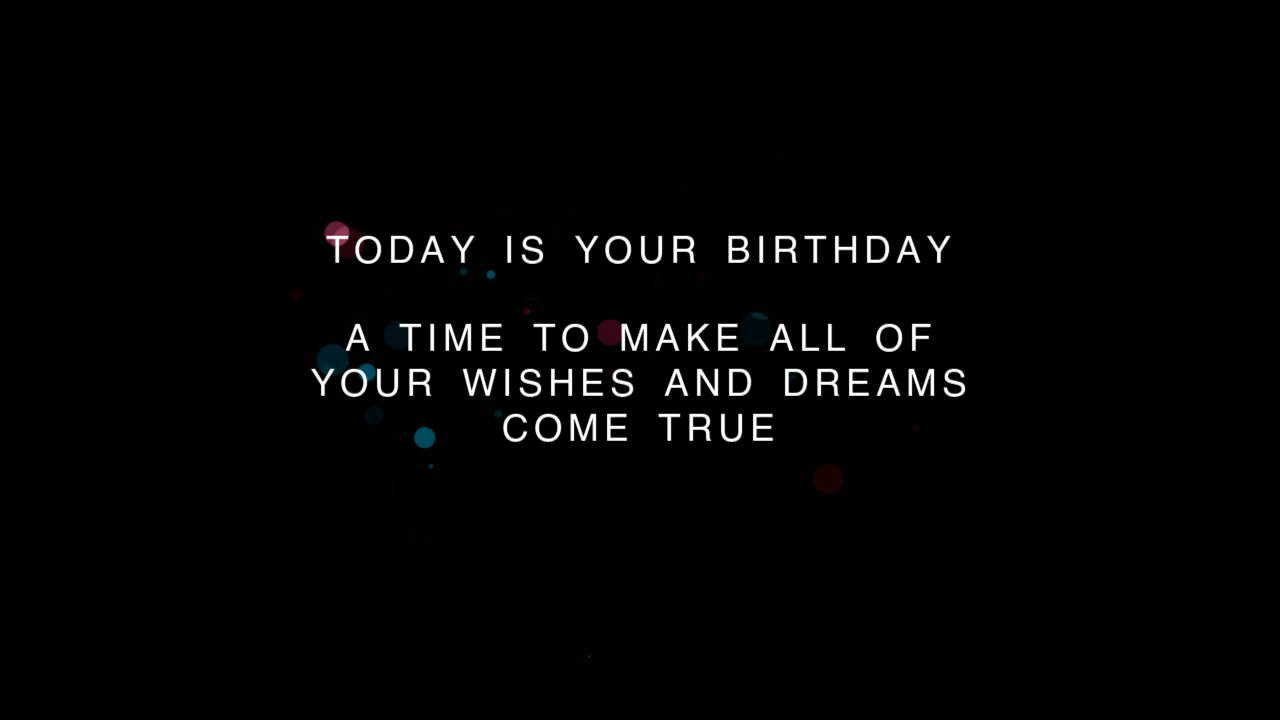 TODAY IS YOUR BIRTHDAY
A TIME TO MAKE ALL OF
YOUR WISHES AND DREAMS
COME TRUE